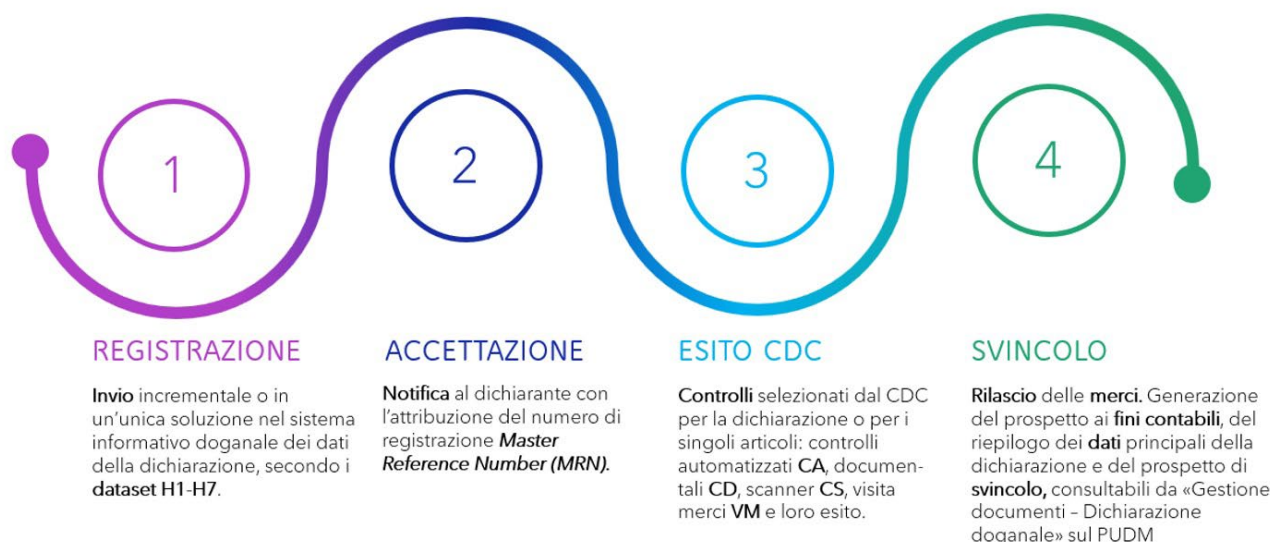 1
2
3
4
REGISTRAZIONE
Invio incrementale o in
un'unica soluzione nel sistema
informativo doganale dei dati
della dichiarazione, secondo i
dataset H1-H7.
ACCETTAZIONE
Notifica al dichiarante con
l'attribuzione del numero di
registrazione Master
Reference Number (MRN).
ESITO CDC
Controlli selezionati dal CDC
per la dichiarazione o per i
singoli articoli: controlli
automatizzati CA, documen-
tali CD, scanner CS, visita
merci VM e loro esito.
SVINCOLO
Rilascio delle merci. Generazione
del prospetto ai fini contabili, del
riepilogo dei dati principali della
dichiarazione e del prospetto di
svincolo, consultabili da «Gestione
documenti – Dichiarazione
doganale» sul PUDM